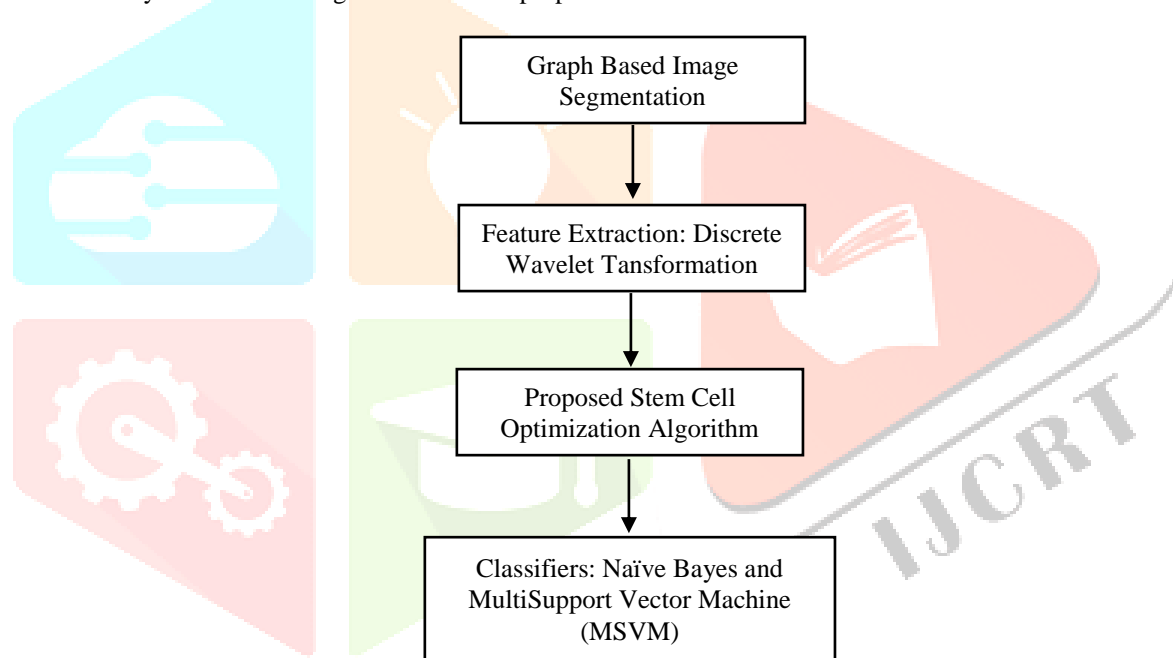 Graph Based Image
Segmentation
Feature Extraction: Discrete
Wavelet Tansformation
Proposed Stem Cell
Optimization Algorithm
IJCRT
Classifiers: Naïve Bayes and
MultiSupport Vector Machine
(MSVM)